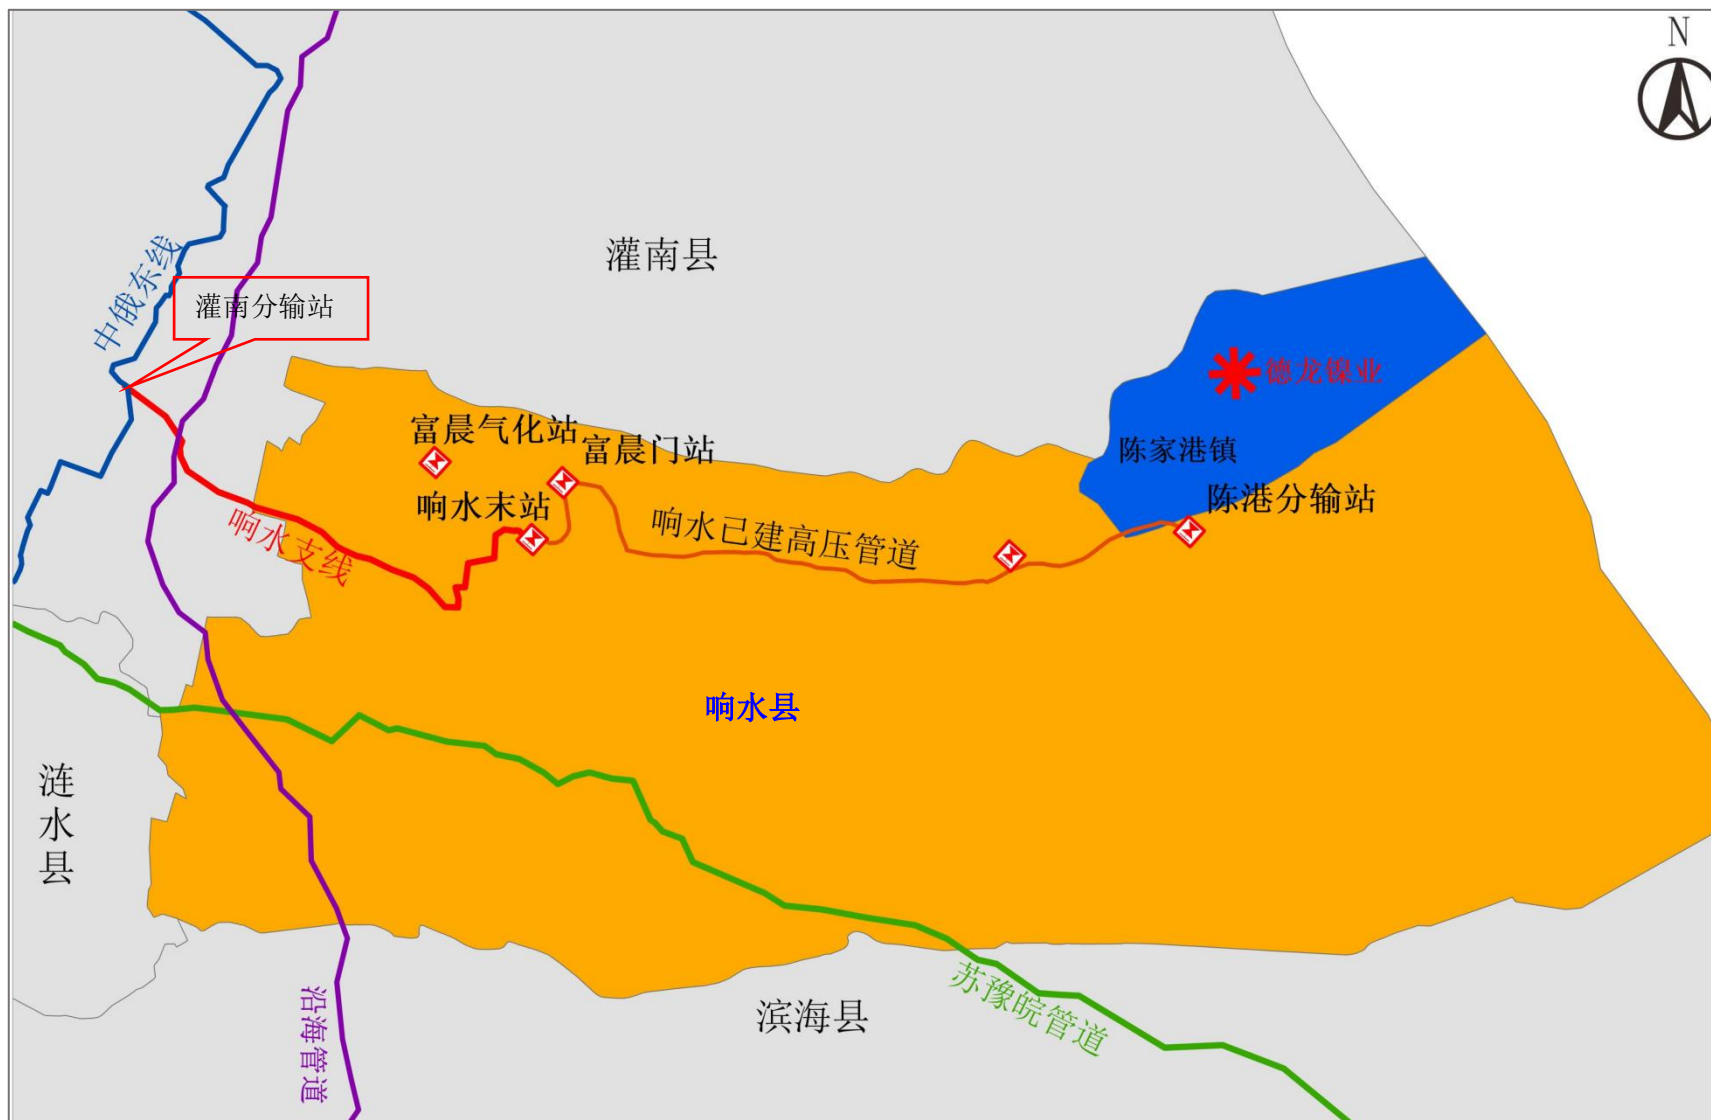 N
灌南县
中俄东线
灌南分输站
德龙镍业
富晨气化站
富晨门站
陈家港镇
响水末站
陈港分输站
响水支线
响水已建高压管道
响水县
涟水县
沿海管道
滨海县
苏豫皖管道